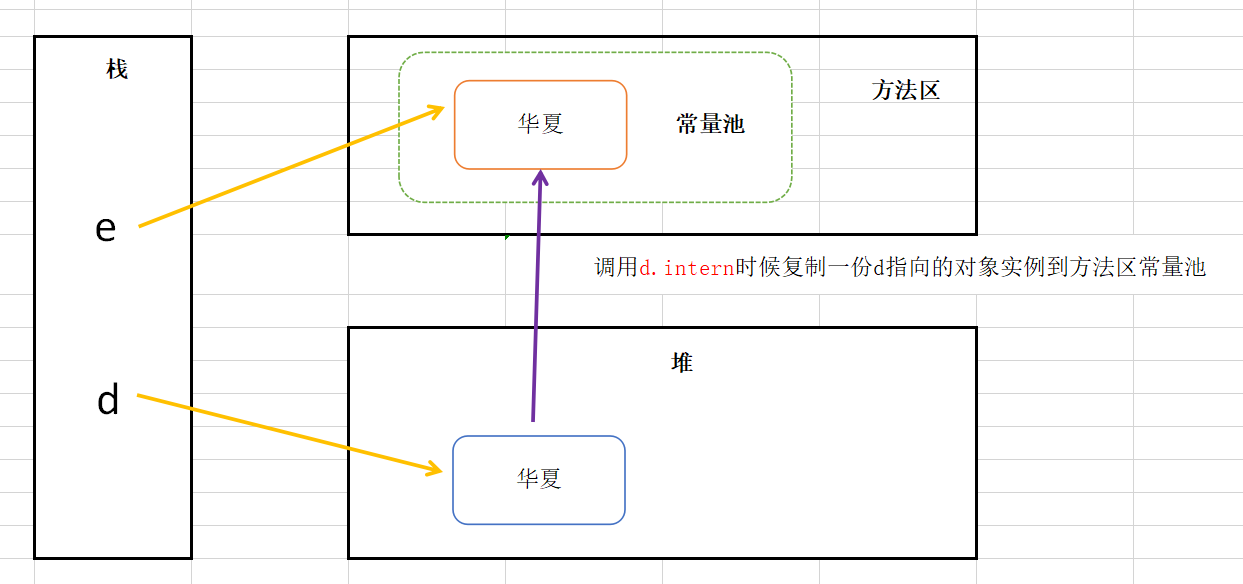 栈
方法区
华夏
常量池
e
调用d.intern时候复制一份d指向的对象实例到方法区常量池
堆
d
华夏